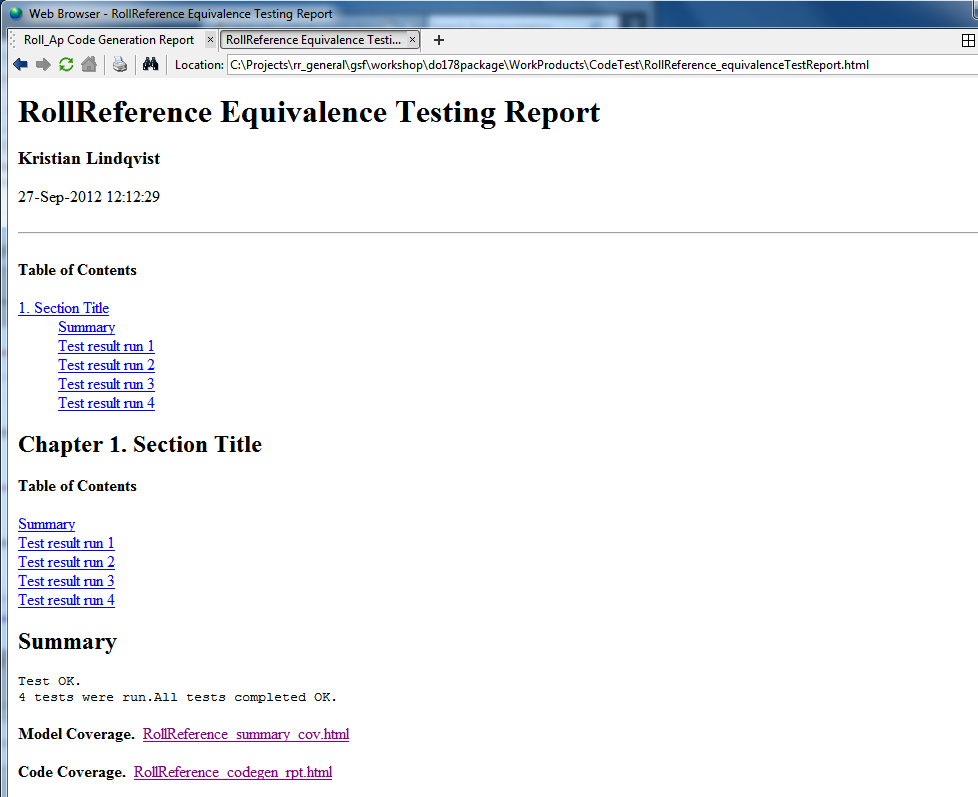 Web Browser - RollReference Equivalence Testing Report
Roll_Ap Code Generation Report × RollReference Equivalence Testi... × +
Location: C:\Projects\rr_general\gsf\workshop\do178package\WorkProducts\CodeTest\RollReference_equivalenceTestReport.html
RollReference Equivalence Testing Report
Kristian Lindqvist
27-Sep-2012 12:12:29
Table of Contents
1. Section Title
Summary
Test result run 1
Test result run 2
Test result run 3
Test result run 4
Chapter 1. Section Title
Table of Contents
Summary
Test result run 1
Test result run 2
Test result run 3
Test result run 4
Summary
Test OK.
4 tests were run.All tests completed OK.
Model Coverage. RollReference_summary_cov.html
Code Coverage. RollReference_codegen_rpt.html